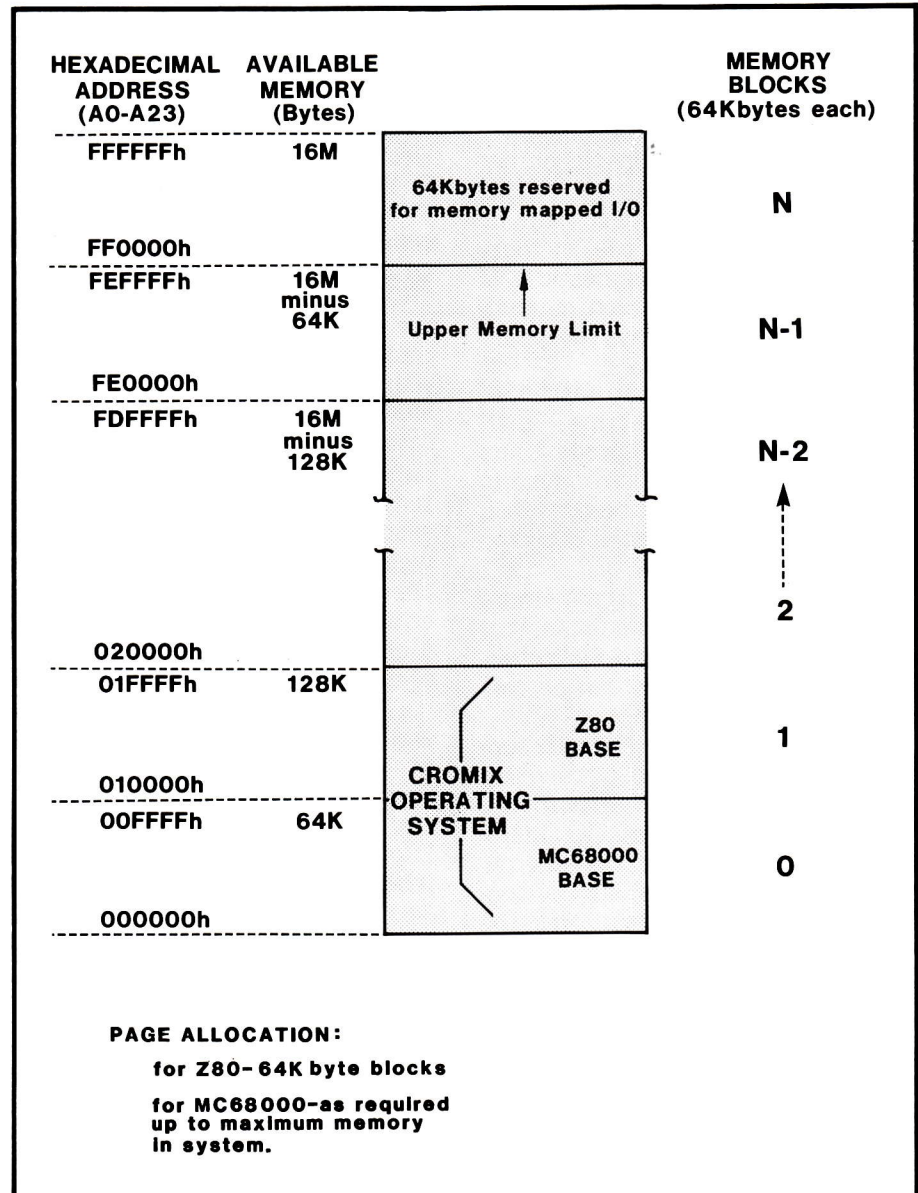 HEXADECIMAL
ADDRESS
(A0-A23)
AVAILABLE
MEMORY
(Bytes)
MEMORY
BLOCKS
(64Kbytes each)
FFFFFFh 16M
64Kbytes reserved
for memory mapped I/O
N
FF0000h
FEFFFFh 16M
minus
64K
Upper Memory Limit
N-1
FE0000h
FDFFFFh 16M
minus
128K
N-2
2
020000h
01FFFFh 128K
Z80
BASE
1
010000h
CROMIX
OPERATING
SYSTEM
00FFFFh 64K
MC68000
BASE
0
000000h
PAGE ALLOCATION:
for Z80-64K byte blocks
for MC68000-as required
up to maximum memory
in system.